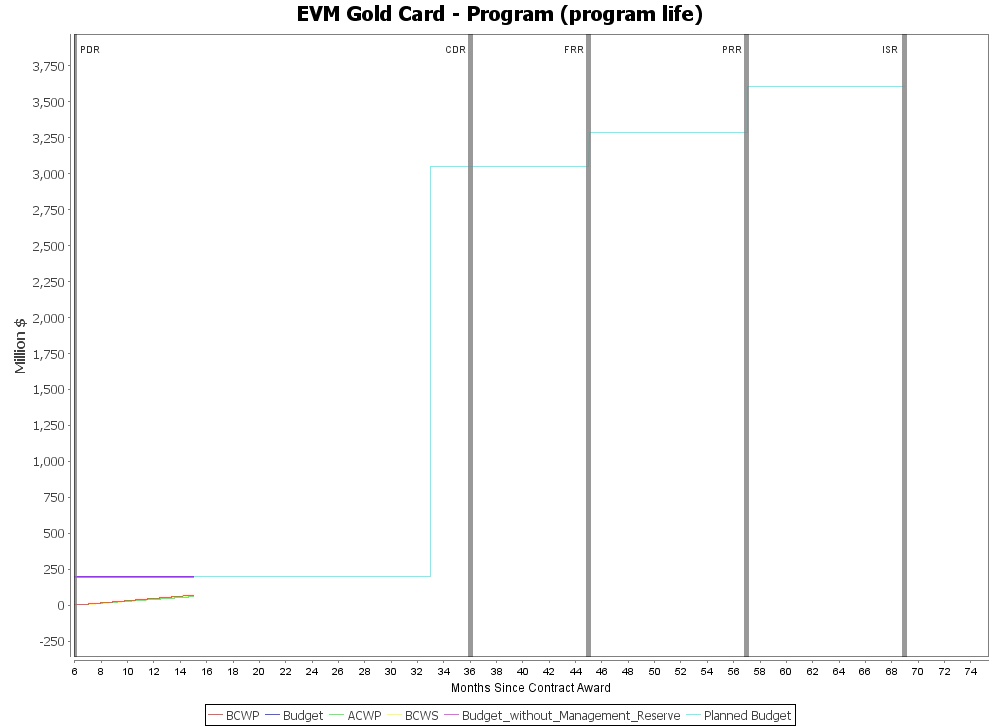 EVM Gold Card - Program (program life)
PDR CDR FRR PRR ISR
3,750
3,500
3,250
3,000
2,750
2,500
2,250
2,000
1,750
1,500
1,250
1,000
750
500
250
0
-250
Million $
6 8 10 12 14 16 18 20 22 24 26 28 30 32 34 36 38 40 42 44 46 48 50 52 54 56 58 60 62 64 66 68 70 72 74
Months Since Contract Award
BCWP Budget ACWP BCWS Budget_without_Management_Reserve Planned Budget